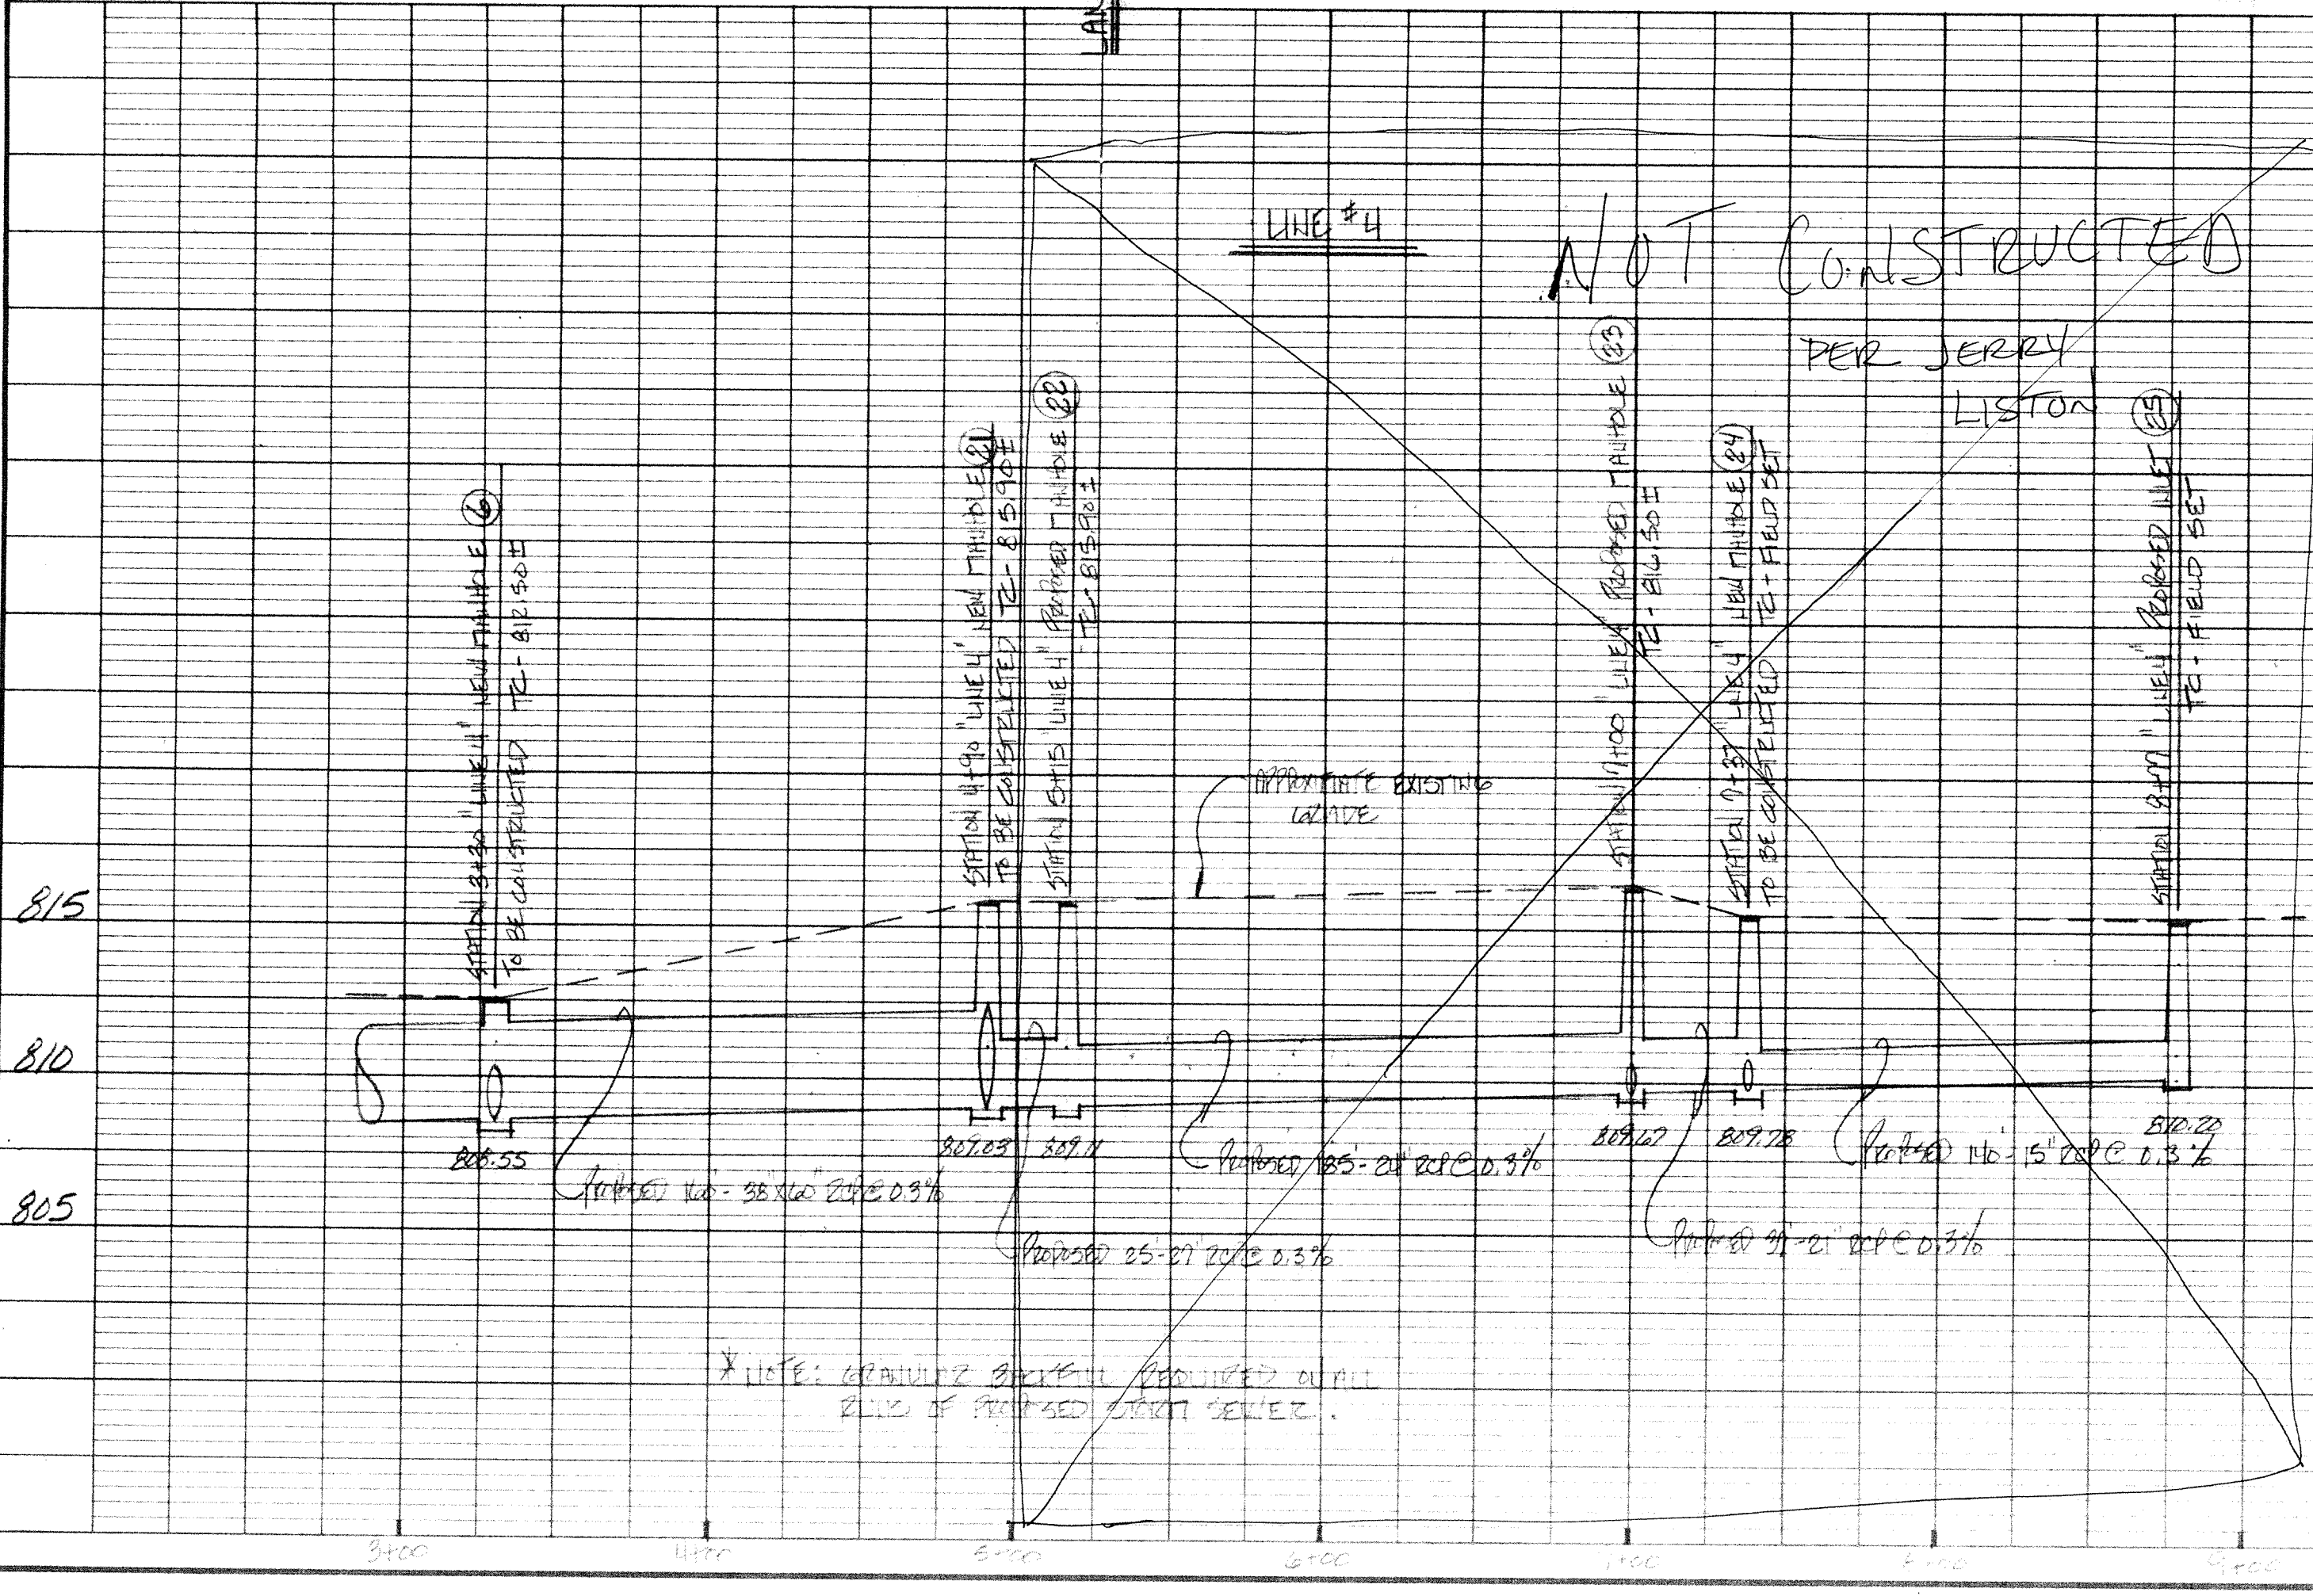 LINE #4
NOT CONSTRUCTED
PER JERRY
LISTON
STATION 3+30 "LINE 4" NEW MANHOLE 6
TO BE CONSTRUCTED TC- 812.50±
STATION 4+90 "LINE 4" NEW MANHOLE 21
TO BE CONSTRUCTED TC- 815.90±
STATION 5+15 "LINE 4" PROPOSED MANHOLE 22
TC- 815.90±
STATION 7+00 "LINE 4" PROPOSED MANHOLE 23
TC- 816.50±
STATION 7+37 "LINE 4" NEW MANHOLE 24
TO BE CONSTRUCTED TC- FIELD SET
STATION 8+77 "LINE 4" PROPOSED INLET 25
TC- FIELD SET
APPROXIMATE EXISTING
GRADE
815
810
805
808.55
809.03
809.11
809.67
809.78
810.20
PROPOSED 160'- 38"X60" RCP @ 0.3%
PROPOSED 185'- 24" RCP @ 0.3%
PROPOSED 140'- 15" RCP @ 0.3%
PROPOSED 25'-27" RCP @ 0.3%
PROPOSED 37'-21" RCP @ 0.3%
* NOTE: GRANULAR BACKFILL REQUIRED ON ALL
RUNS OF PROPOSED STORM SEWER.
3+00 4+00 5+00 6+00 7+00 8+00 9+00